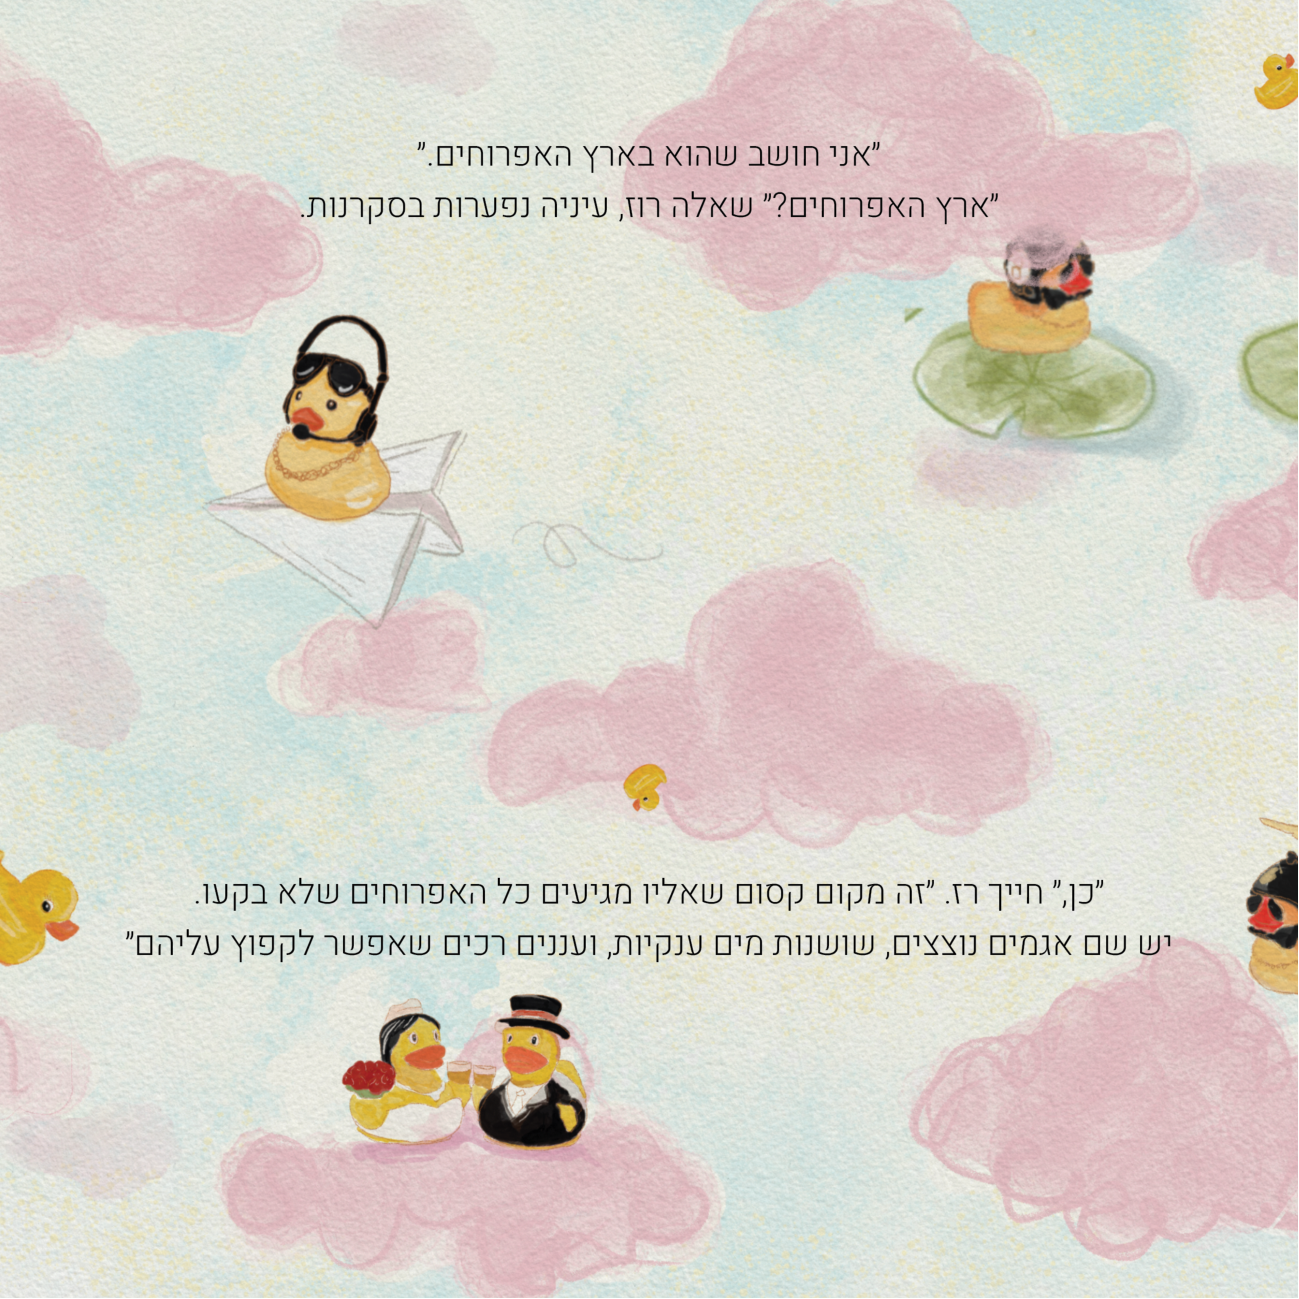 "אני חושב שהוא בארץ האפרוחים."
"ארץ האפרוחים?" שאלה רוז, עיניה נפערות בסקרנות.
"כן," חייך רז. "זה מקום קסום שאליו מגיעים כל האפרוחים שלא בקעו.
יש שם אגמים נוצצים, שושנות מים ענקיות, ועננים רכים שאפשר לקפוץ עליהם"